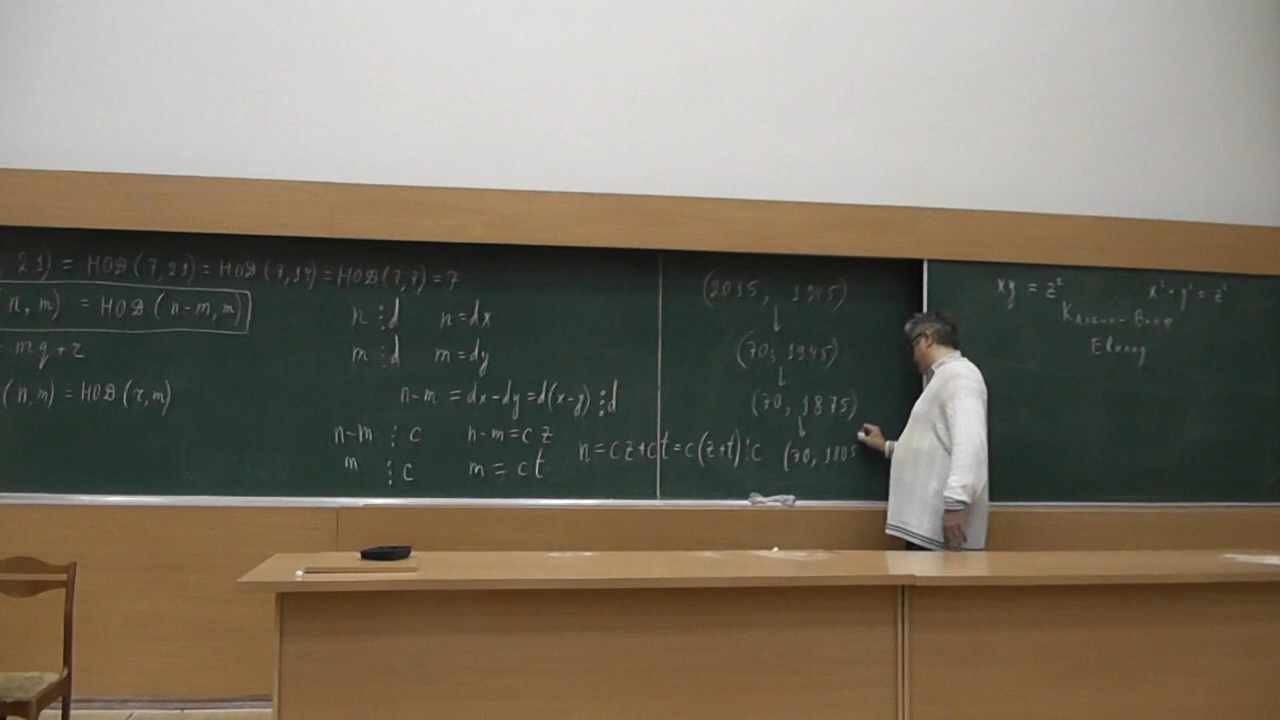 , 21) = НОД(7,21) = НОД(7,14) = НОД(7,7) = 7
(n, m) = НОД(n-m, m)
= mq + r
(n, m) = НОД(r, m)
n ⋮ d n = dx
m ⋮ d m = dy
n-m = dx-dy = d(x-y) ⋮ d
n-m ⋮ c n-m = cz n = cz+ct = c(z+t) ⋮ c
m ⋮ c m = ct
(2015, 1945)
↓
(70, 1945)
↓
(70, 1875)
↓
(70, 1805
xy = z² x²+y² = z²
Евклид